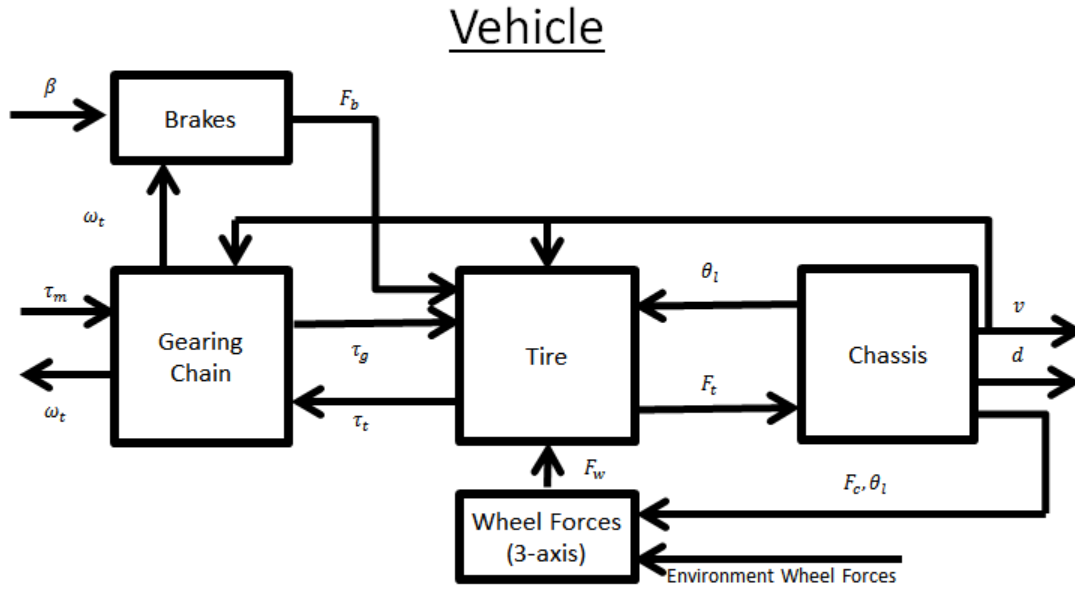 Vehicle
β
Brakes
F_b
ω_t
τ_m
θ_l
v
Gearing
Chain
τ_g
Tire
Chassis
d
F_t
ω_t
τ_t
F_w
F_c, θ_l
Wheel Forces
(3-axis)
Environment Wheel Forces